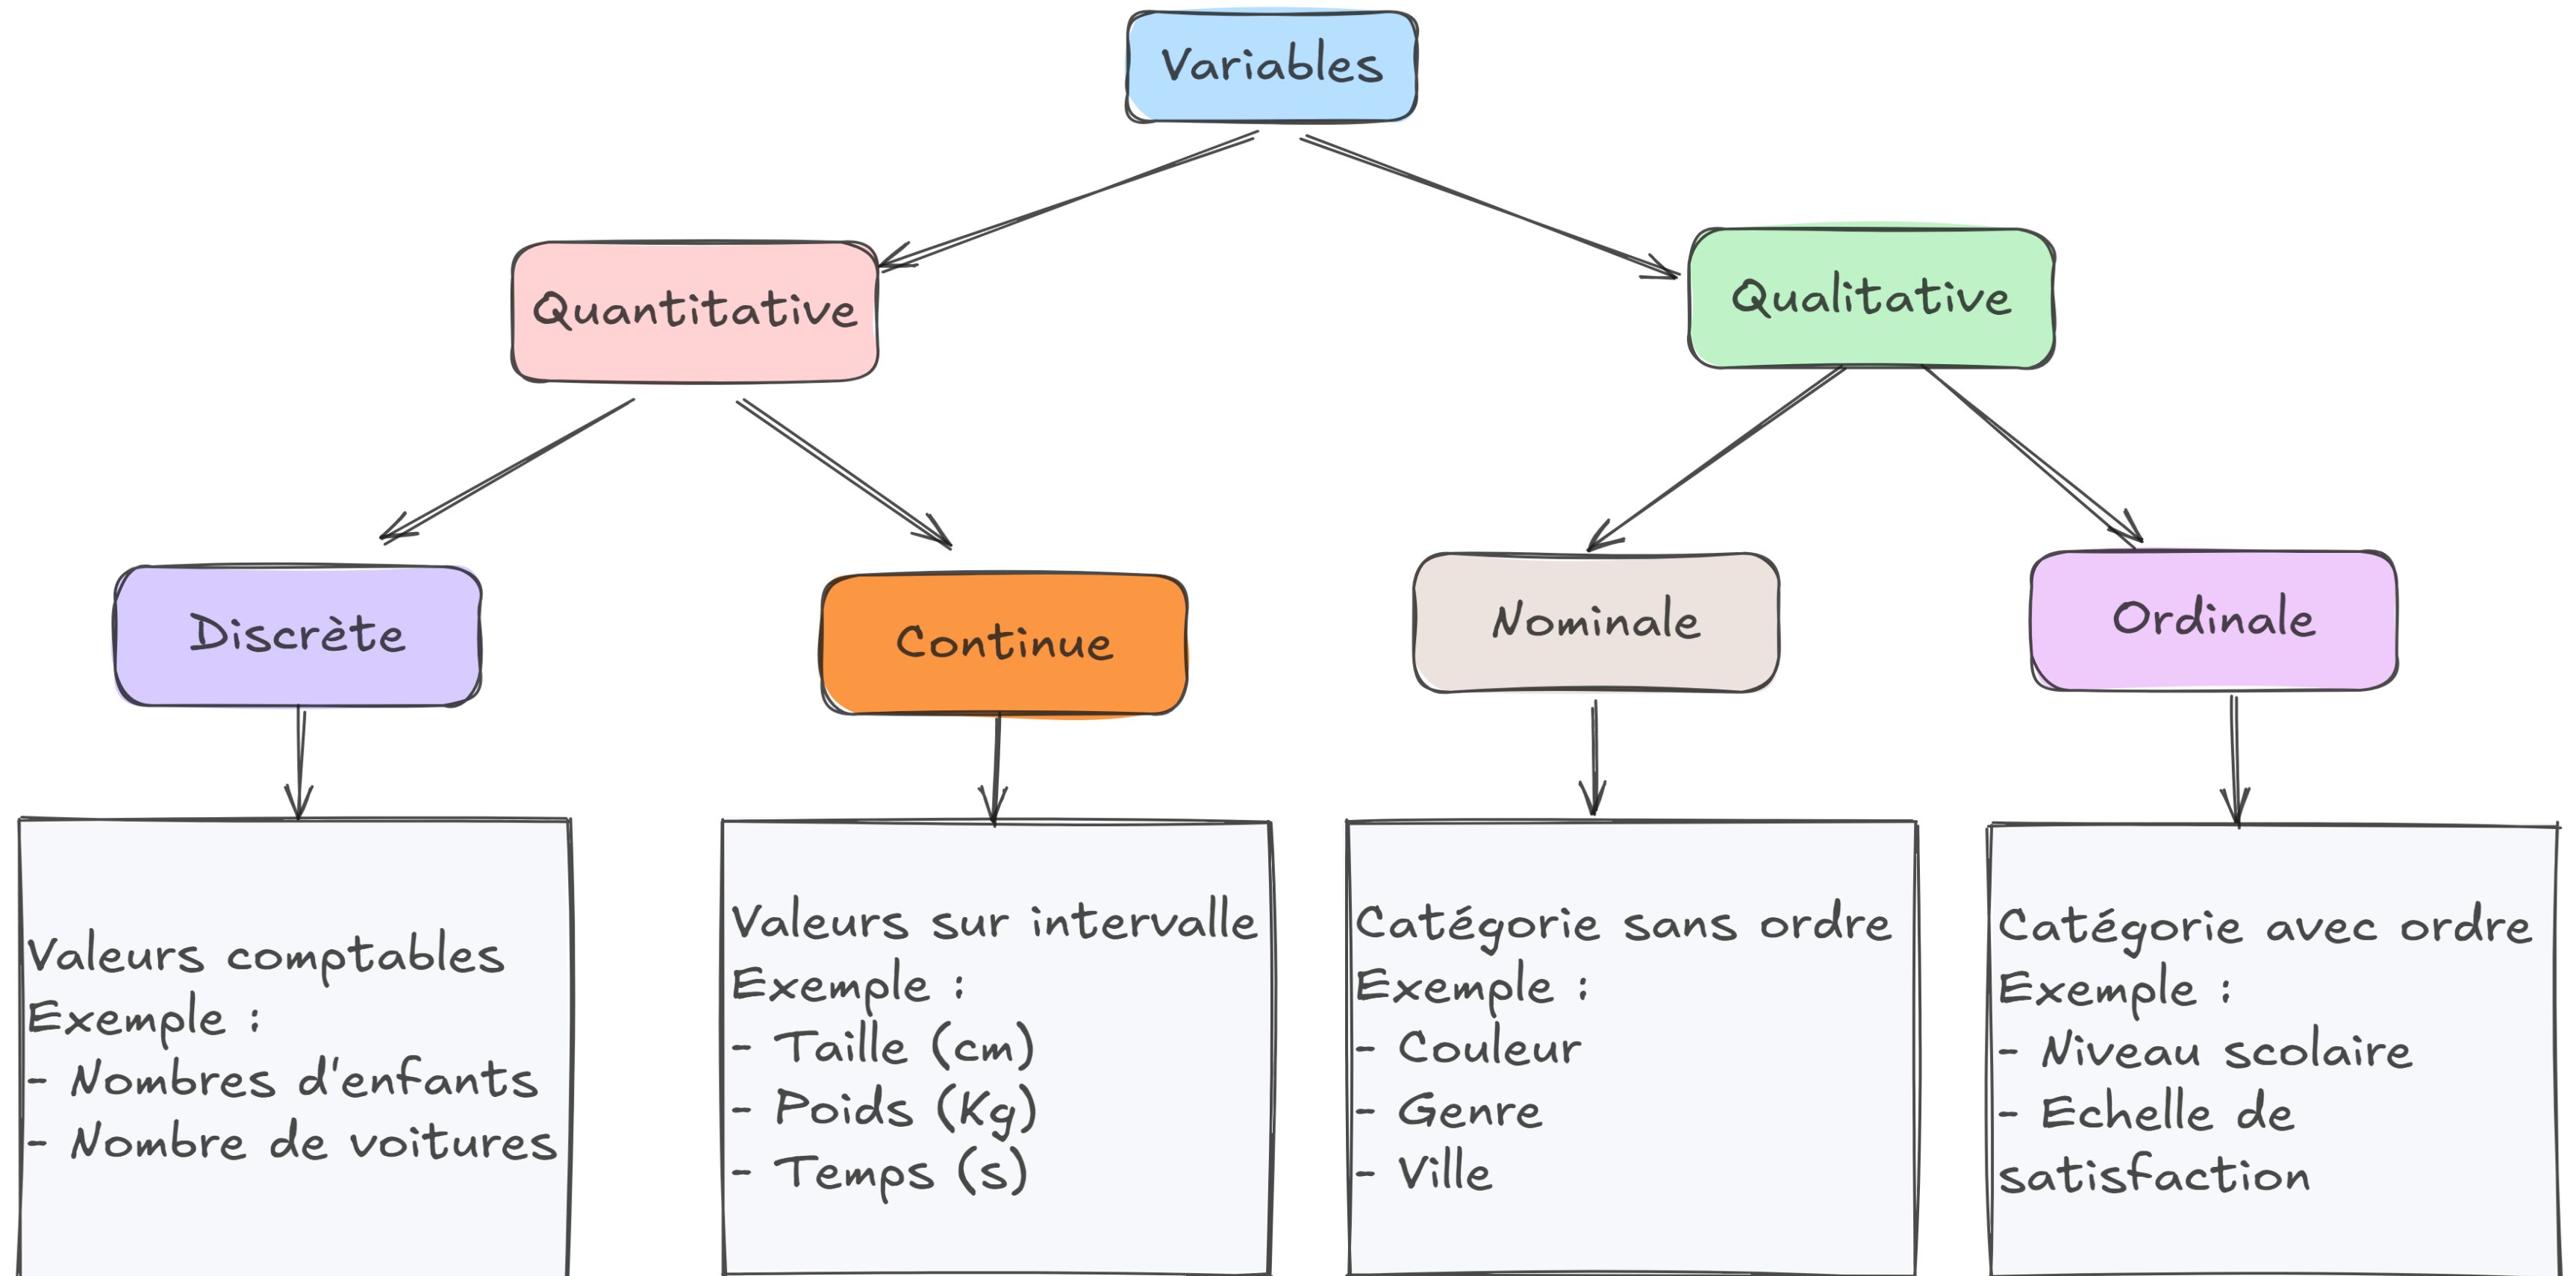 Variables
Quantitative
Qualitative
Discrète
Continue
Nominale
Ordinale
Valeurs comptables
Exemple :
- Nombres d'enfants
- Nombre de voitures
Valeurs sur intervalle
Exemple :
- Taille (cm)
- Poids (Kg)
- Temps (s)
Catégorie sans ordre
Exemple :
- Couleur
- Genre
- Ville
Catégorie avec ordre
Exemple :
- Niveau scolaire
- Echelle de
satisfaction